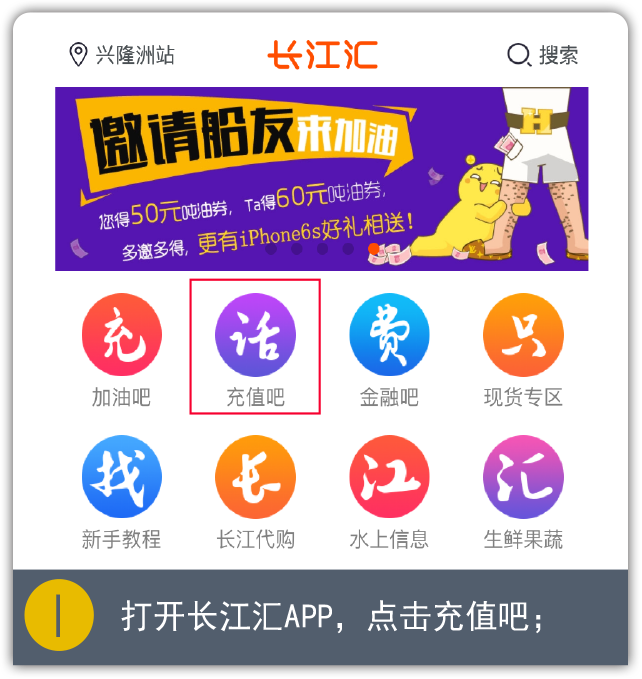 兴隆洲站
长江汇
搜索
邀请船友来加油
您得50元吨油券，Ta得60元吨油券，
多邀多得，更有iPhone6s好礼相送！
H
充
话
费
只
加油吧
充值吧
金融吧
现货专区
找
长
江
汇
新手教程
长江代购
水上信息
生鲜果蔬
打开长江汇APP，点击充值吧；